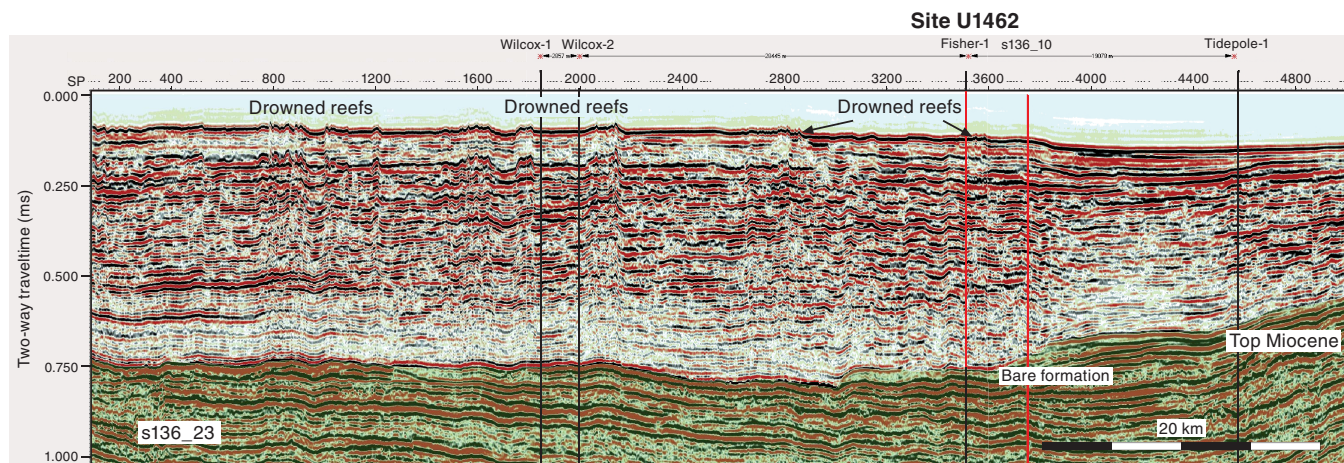 Site U1462
Wilcox-1 Wilcox-2 Fisher-1 s136_10 Tidepole-1
SP 200 400 800 1200 1600 2000 2400 2800 3200 3600 4000 4400 4800
0.000
Drowned reefs Drowned reefs Drowned reefs
0.250
Two-way traveltime (ms)
0.500
0.750
Top Miocene
Bare formation
20 km
s136_23
1.000